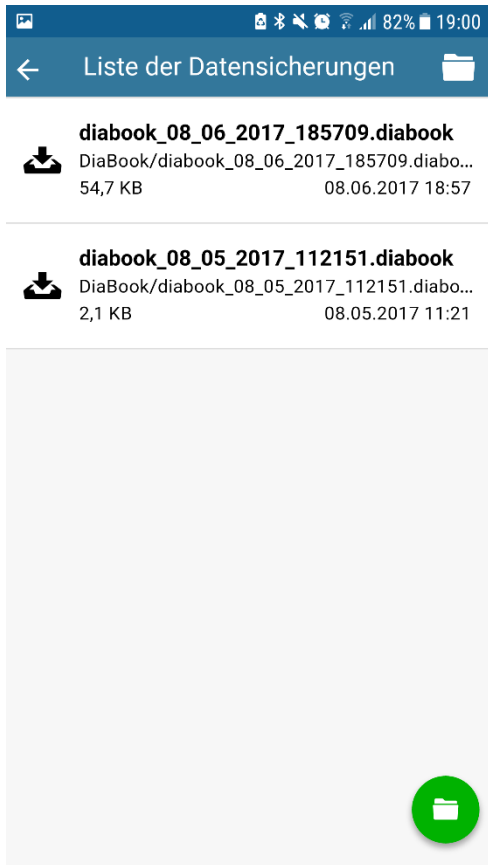 82% 19:00
Liste der Datensicherungen
diabook_08_06_2017_185709.diabook
DiaBook/diabook_08_06_2017_185709.diabo...
54,7 KB 08.06.2017 18:57
diabook_08_05_2017_112151.diabook
DiaBook/diabook_08_05_2017_112151.diabo...
2,1 KB 08.05.2017 11:21